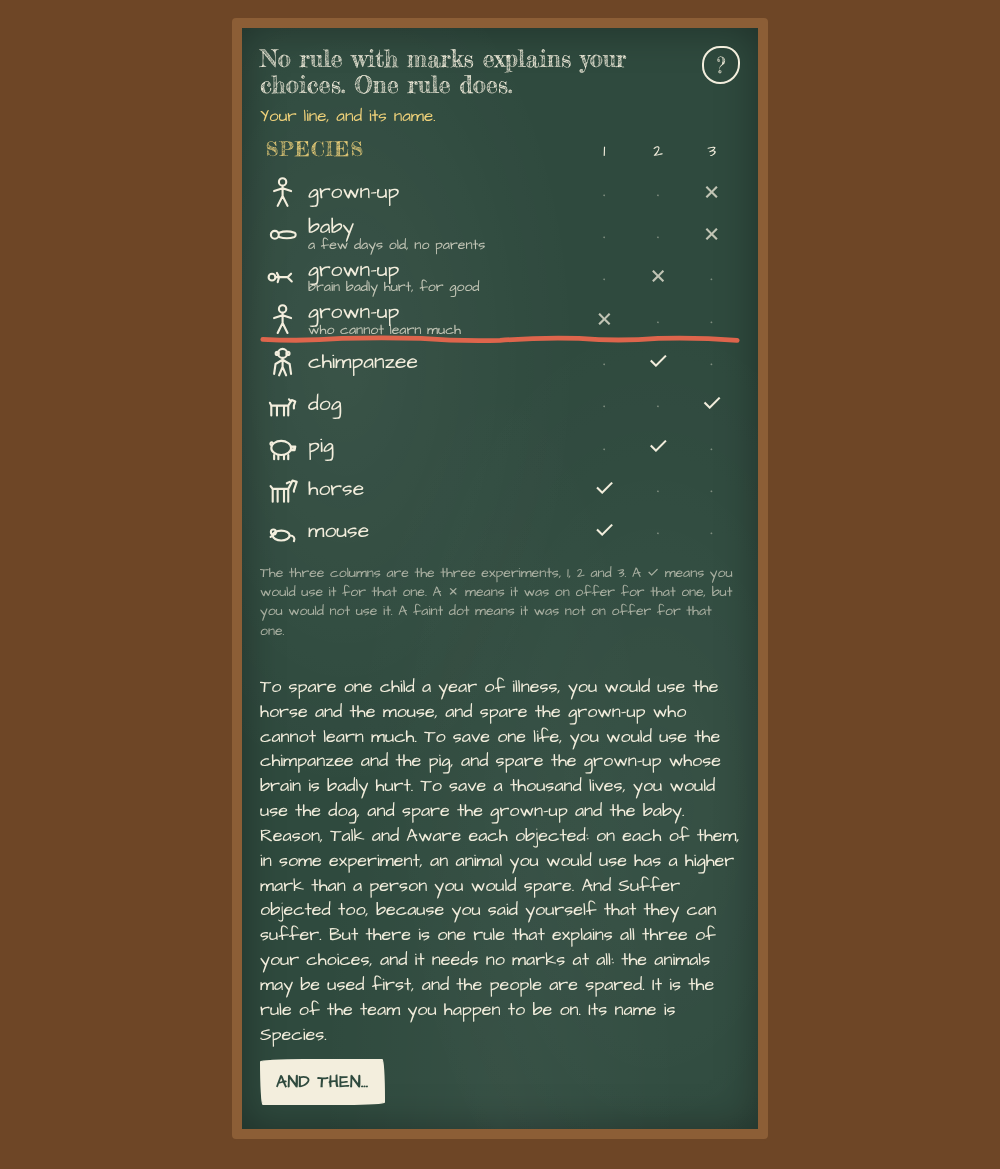 No rule with marks explains your
choices. One rule does.
?
Your line, and its name.
SPECIES 1 2 3
grown-up · · ✕
baby · · ✕
a few days old, no parents
grown-up · ✕ ·
brain badly hurt, for good
grown-up ✕ · ·
who cannot learn much
chimpanzee · ✓ ·
dog · · ✓
pig · ✓ ·
horse ✓ · ·
mouse ✓ · ·
The three columns are the three experiments, 1, 2 and 3. A ✓ means you
would use it for that one. A ✕ means it was on offer for that one, but
you would not use it. A faint dot means it was not on offer for that
one.
To spare one child a year of illness, you would use the
horse and the mouse, and spare the grown-up who
cannot learn much. To save one life, you would use the
chimpanzee and the pig, and spare the grown-up whose
brain is badly hurt. To save a thousand lives, you would
use the dog, and spare the grown-up and the baby.
Reason, Talk and Aware each objected: on each of them,
in some experiment, an animal you would use has a higher
mark than a person you would spare. And Suffer
objected too, because you said yourself that they can
suffer. But there is one rule that explains all three of
your choices, and it needs no marks at all: the animals
may be used first, and the people are spared. It is the
rule of the team you happen to be on. Its name is
Species.
AND THEN...